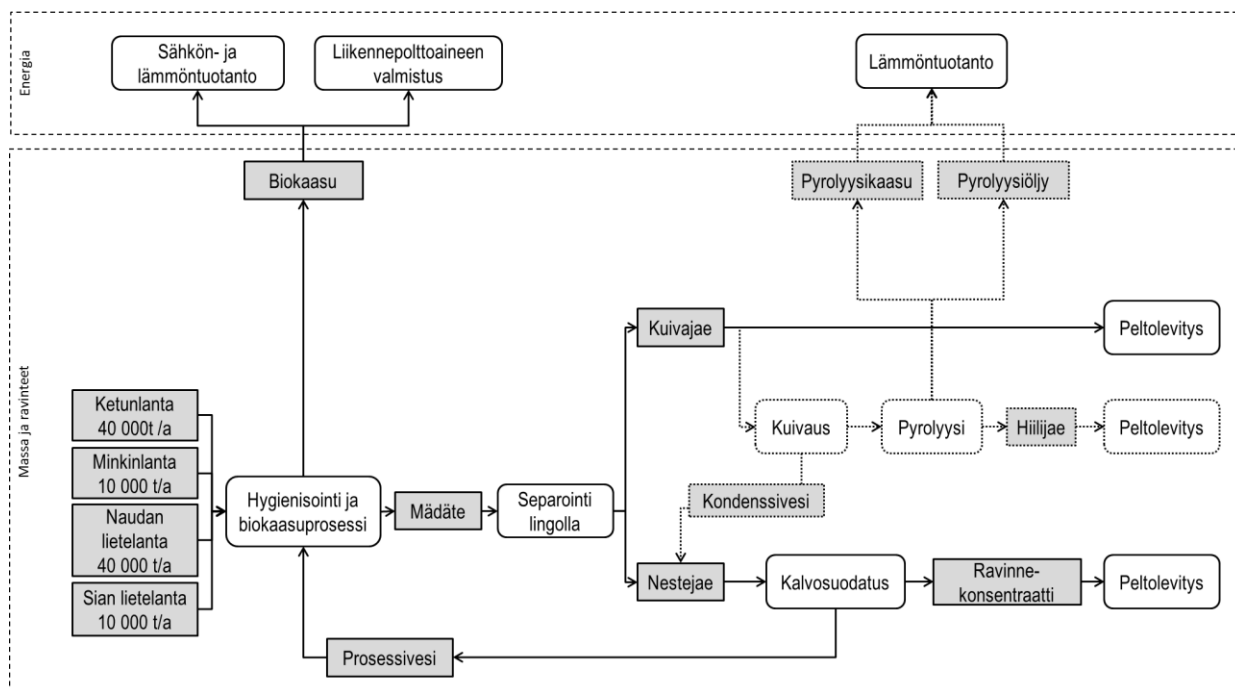 Energia
Sähkön- ja
lämmöntuotanto
Liikennepolttoaineen
valmistus
Lämmöntuotanto
Massa ja ravinteet
Biokaasu
Pyrolyysikaasu
Pyrolyysiöljy
Kuivajae
Peltolevitys
Ketunlanta
40 000t /a
Minkinlanta
10 000 t/a
Naudan
lietelanta
40 000 t/a
Sian lietelanta
10 000 t/a
Kuivaus
Pyrolyysi
Hiilijae
Peltolevitys
Hygienisointi ja
biokaasuprosessi
Mädäte
Separointi
lingolla
Kondenssivesi
Nestejae
Kalvosuodatus
Ravinne-
konsentraatti
Peltolevitys
Prosessivesi